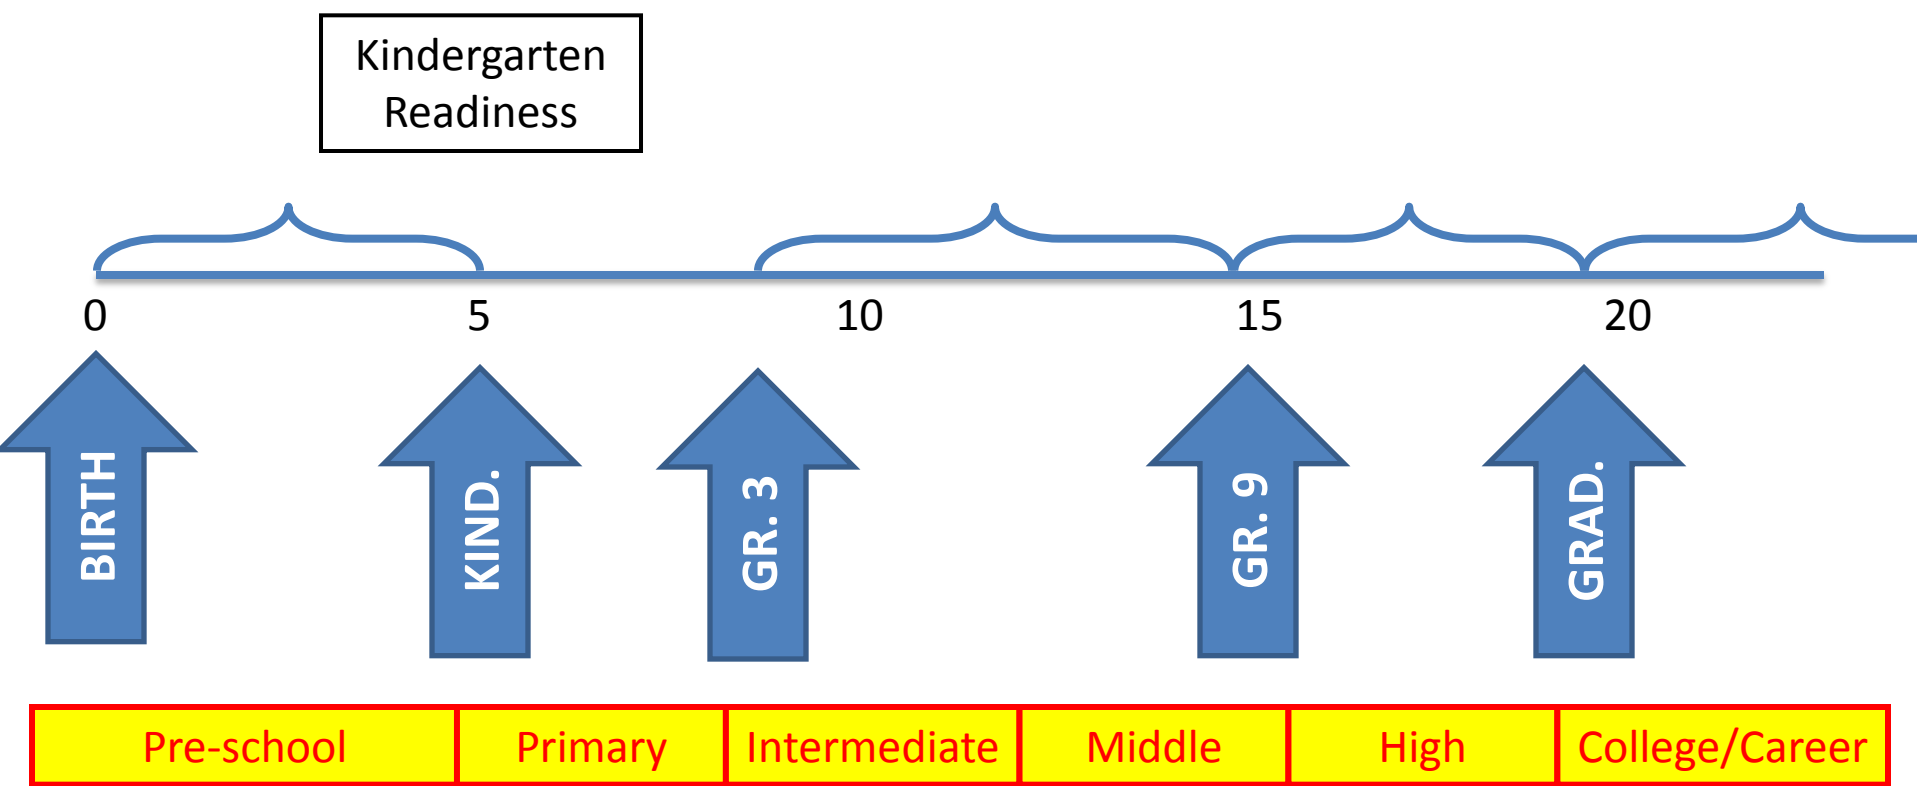 Kindergarten
Readiness
0 5 10 15 20
BIRTH KIND. GR. 3 GR. 9 GRAD.
Pre-school Primary Intermediate Middle High College/Career